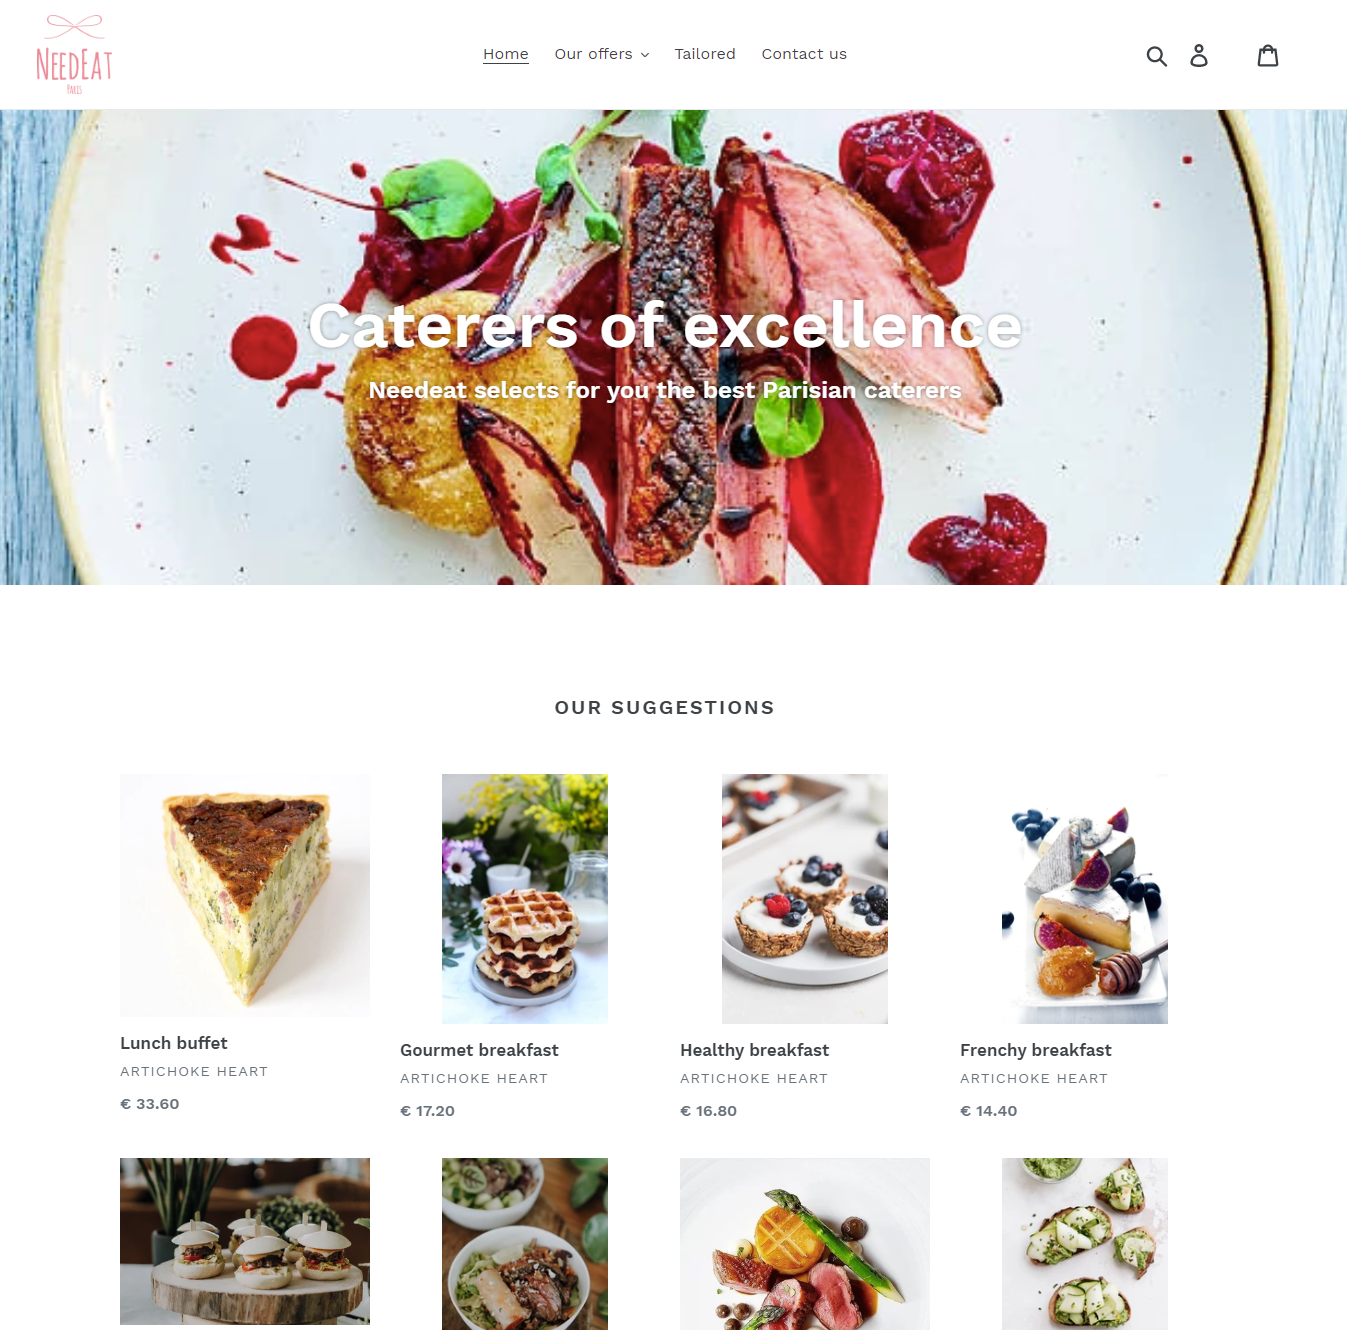 NEEDEAT
PARIS
Home Our offers Tailored Contact us
Caterers of excellence
Needeat selects for you the best Parisian caterers
OUR SUGGESTIONS
Lunch buffet
ARTICHOKE HEART
€ 33.60
Gourmet breakfast
ARTICHOKE HEART
€ 17.20
Healthy breakfast
ARTICHOKE HEART
€ 16.80
Frenchy breakfast
ARTICHOKE HEART
€ 14.40